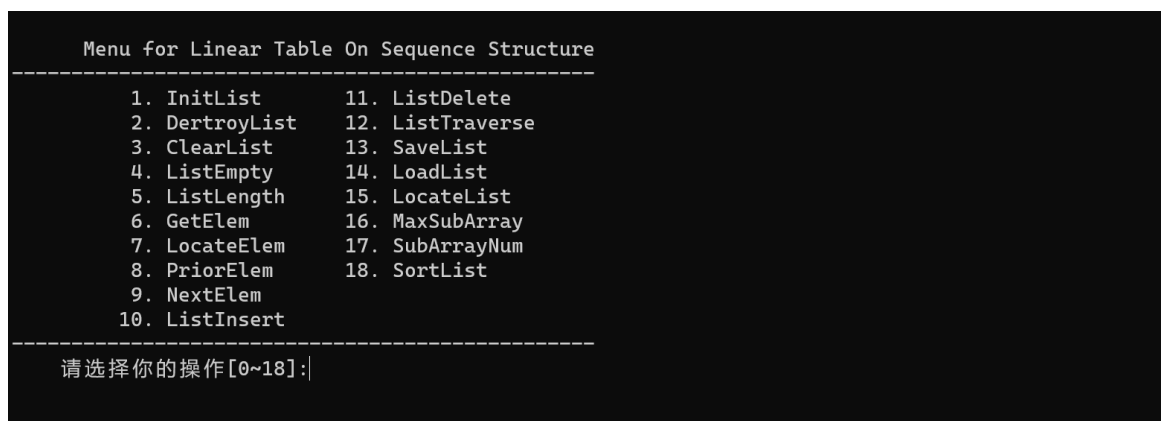 Menu for Linear Table On Sequence Structure
-------------------------------------------------
1. InitList 11. ListDelete
2. DertroyList 12. ListTraverse
3. ClearList 13. SaveList
4. ListEmpty 14. LoadList
5. ListLength 15. LocateList
6. GetElem 16. MaxSubArray
7. LocateElem 17. SubArrayNum
8. PriorElem 18. SortList
9. NextElem
10. ListInsert
-------------------------------------------------
请选择你的操作[0~18]: